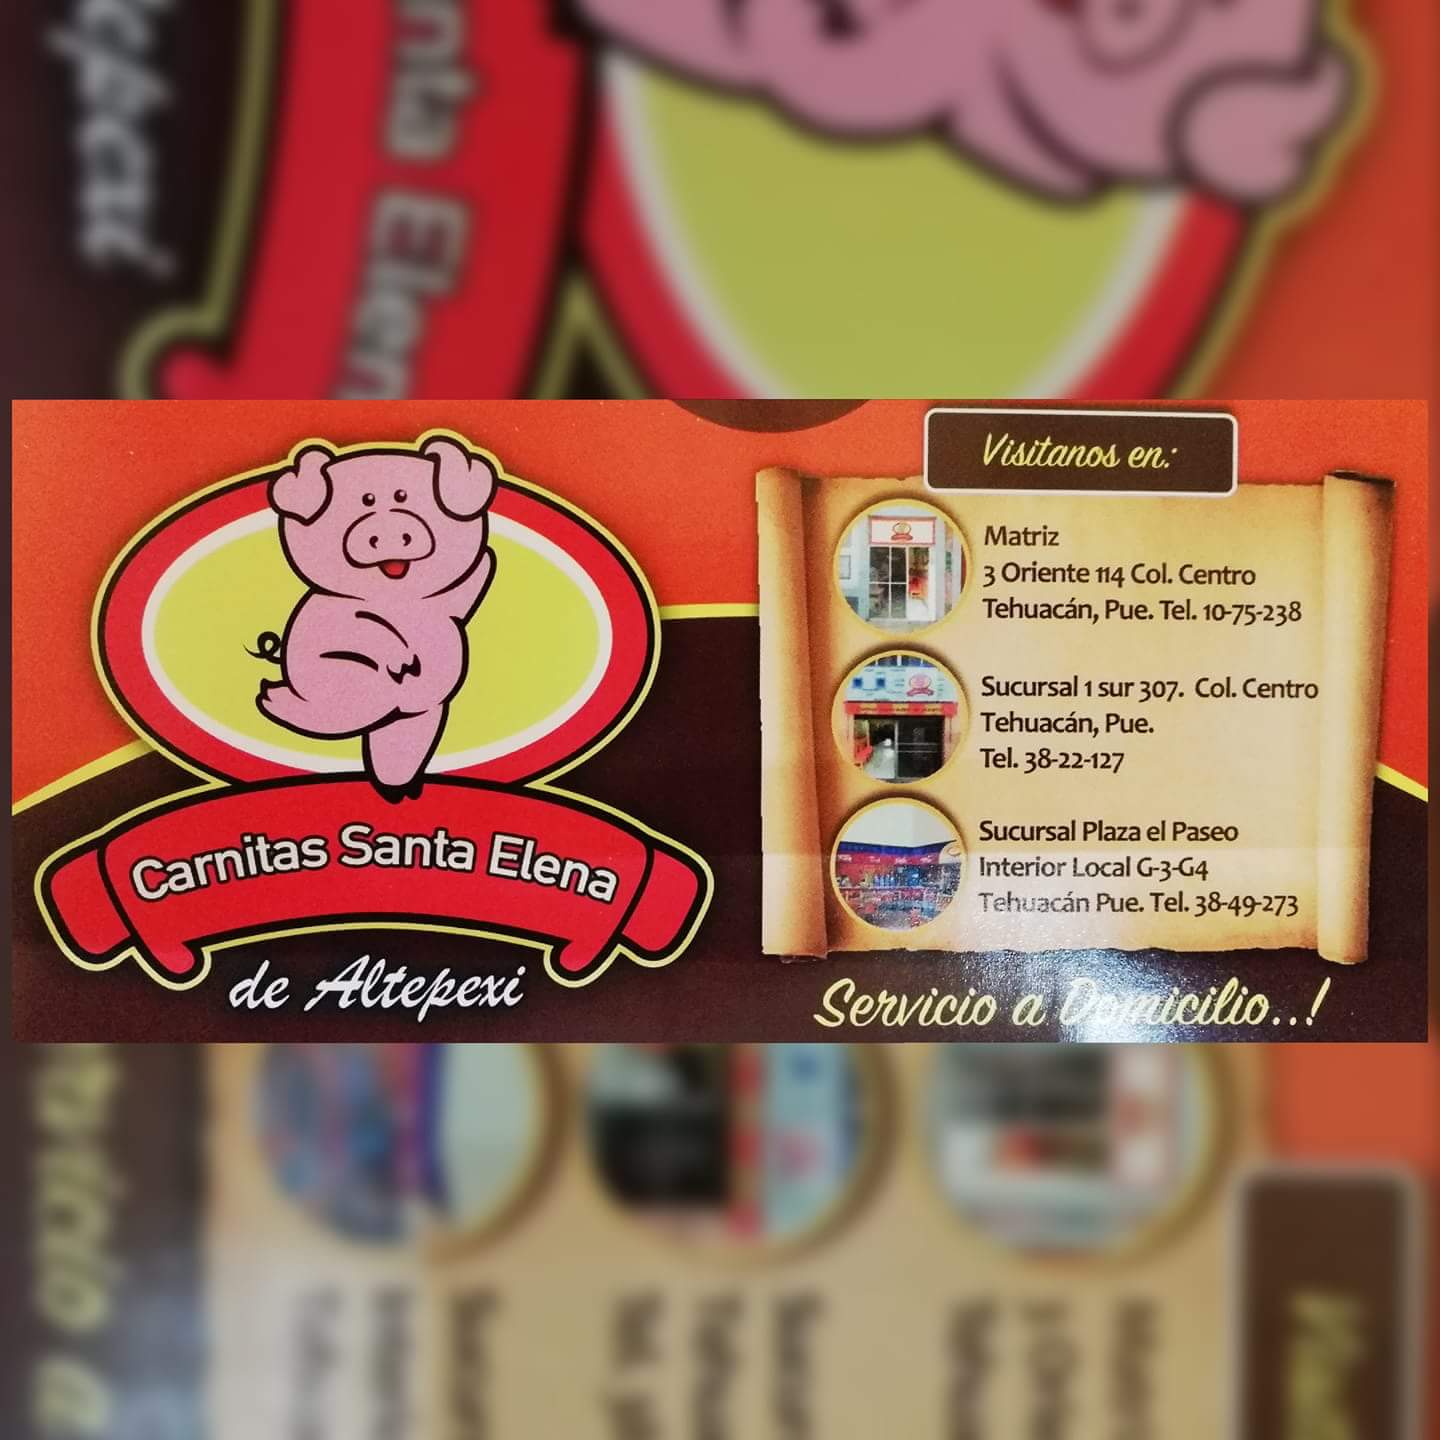 Carnitas Santa Elena
de Altepexi
Visitanos en:
Matriz
3 Oriente 114 Col. Centro
Tehuacán, Pue. Tel. 10-75-238
Sucursal 1 sur 307. Col. Centro
Tehuacán, Pue.
Tel. 38-22-127
Sucursal Plaza el Paseo
Interior Local G-3-G4
Tehuacán Pue. Tel. 38-49-273
Servicio a Domicilio..!